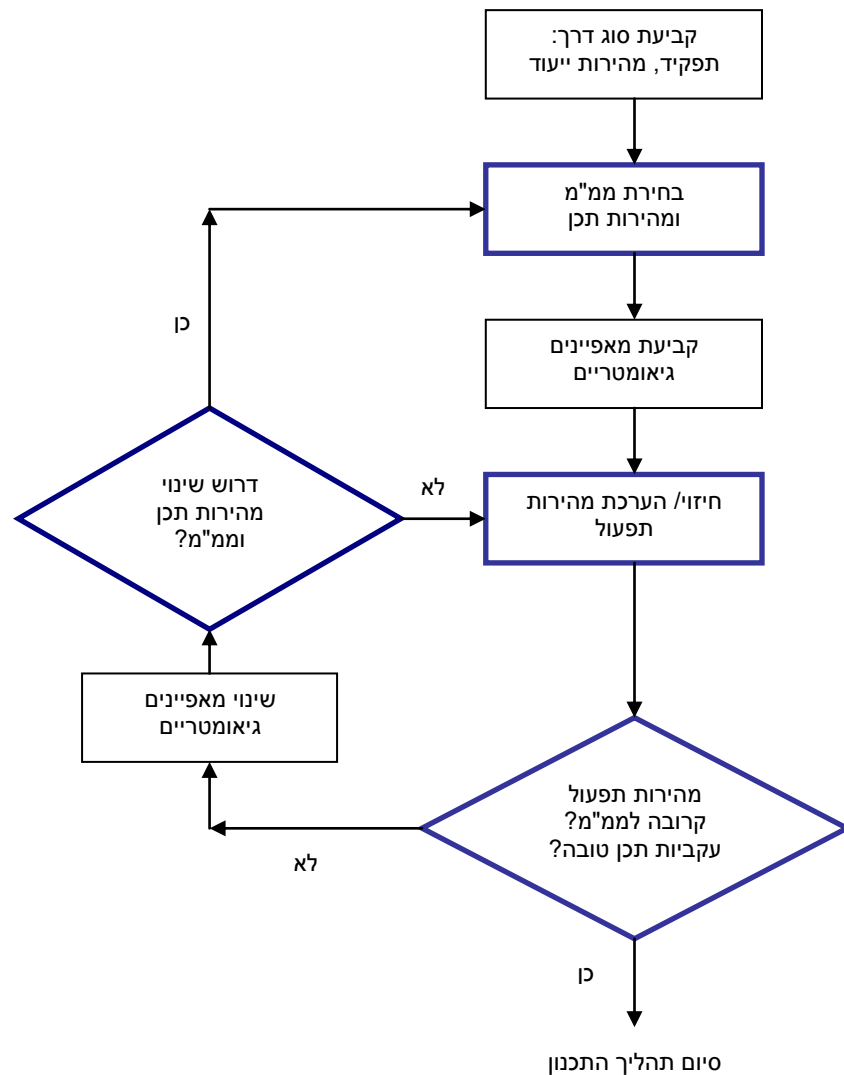 קביעת סוג דרך:
תפקיד, מהירות ייעוד
בחירת ממ"מ
ומהירות תכן
כן
קביעת מאפיינים
גיאומטריים
דרוש שינוי
מהירות תכן
וממ"מ?
לא
חיזוי/ הערכת מהירות
תפעול
שינוי מאפיינים
גיאומטריים
מהירות תפעול
קרובה לממ"מ?
עקביות תכן טובה?
לא
כן
סיום תהליך התכנון